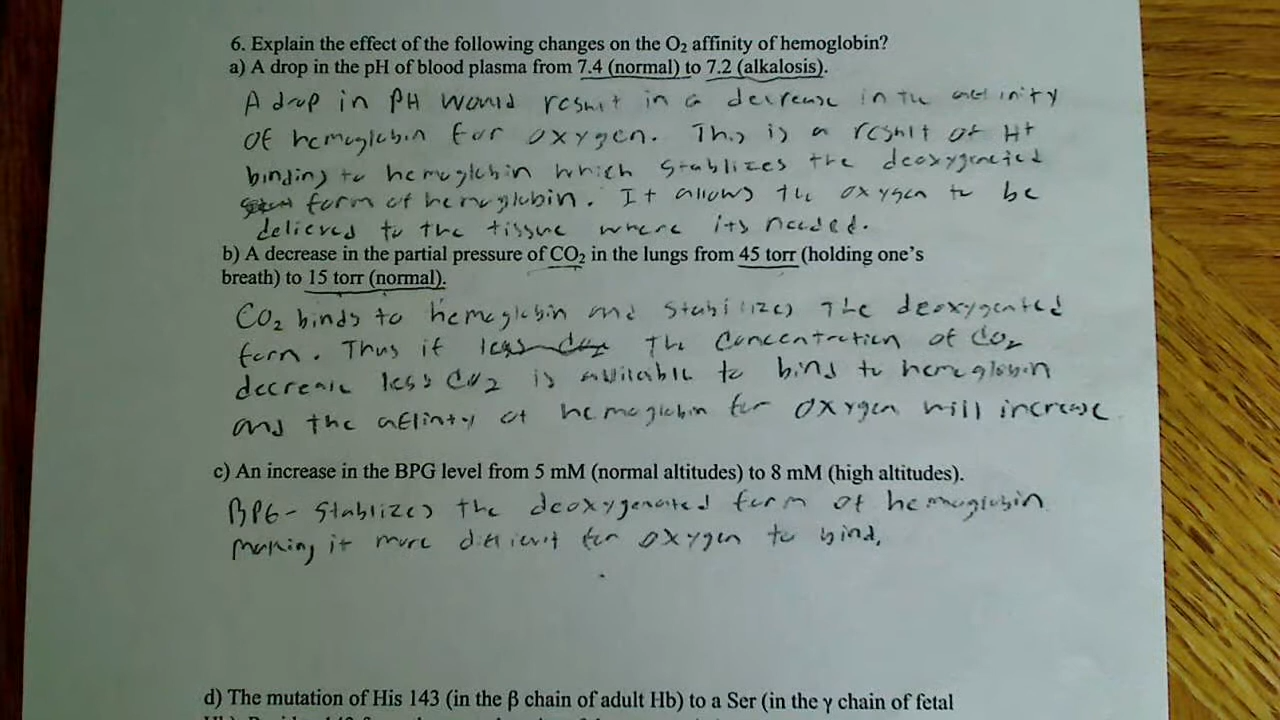 6. Explain the effect of the following changes on the O₂ affinity of hemoglobin?
a) A drop in the pH of blood plasma from 7.4 (normal) to 7.2 (alkalosis).
A drop in PH would result in a decrease in the affinity
of hemoglobin for oxygen. This is a result of H+
binding to hemoglobin which stablizes the deoxygenated
form of hemoglobin. It allows the oxygen to be
delieved to the tissue where its needed.
b) A decrease in the partial pressure of CO₂ in the lungs from 45 torr (holding one's
breath) to 15 torr (normal).
CO₂ binds to hemoglobin and stabilizes the deoxygenated
form. Thus if less The concentration of CO₂
decrease less CO₂ is available to bind to hemeglobin
and the affinty of hemoglobin for oxygen will increase
c) An increase in the BPG level from 5 mM (normal altitudes) to 8 mM (high altitudes).
BPG- Stablizes the deoxygenated form of hemoglobin
making it more difficult for oxygen to bind.
d) The mutation of His 143 (in the β chain of adult Hb) to a Ser (in the γ chain of fetal